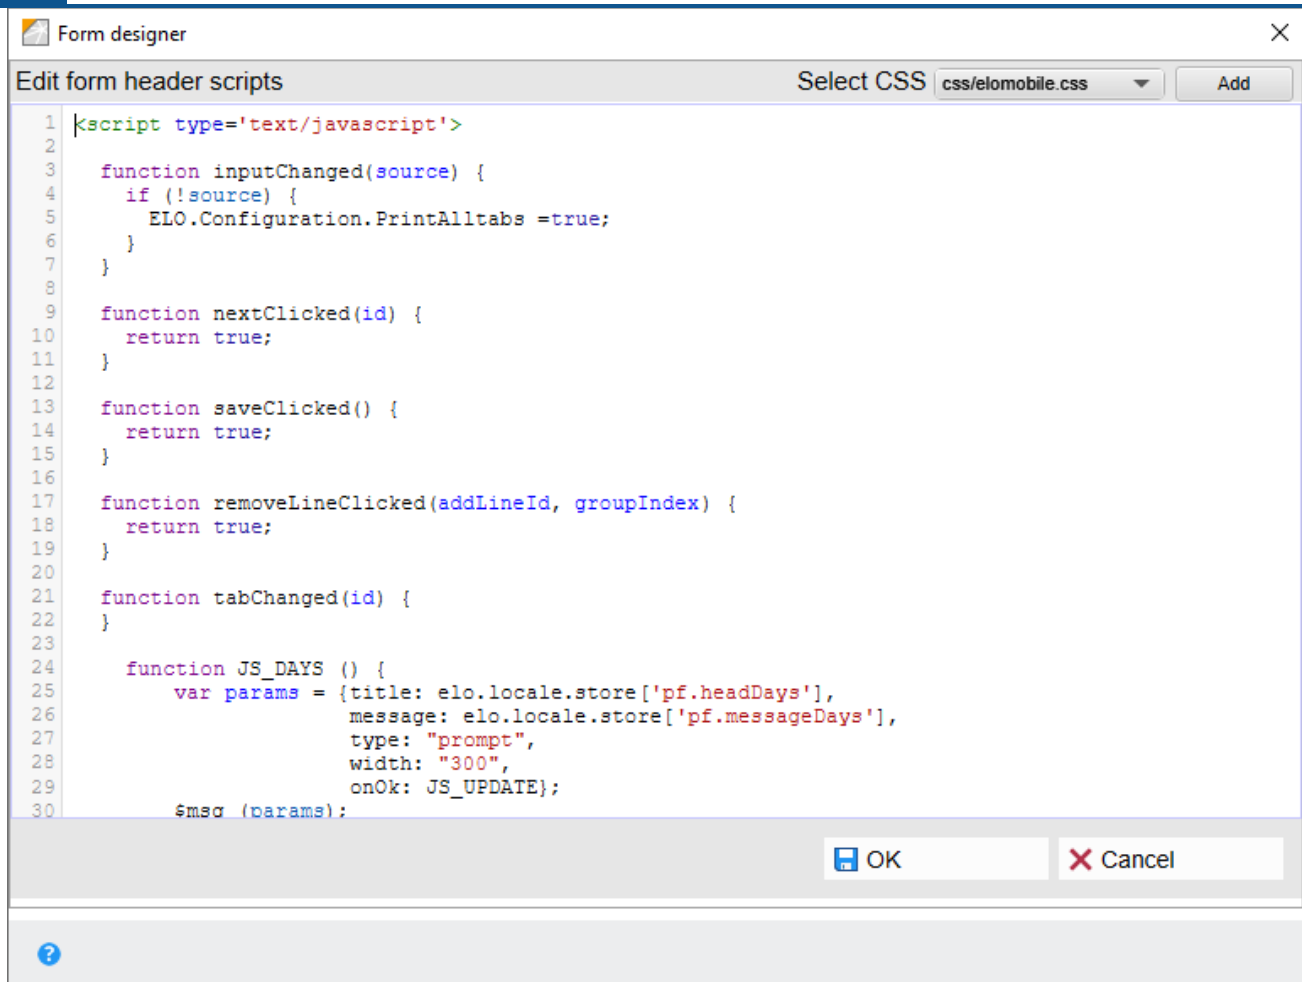 Form designer
Edit form header scripts Select CSS css/elomobile.css Add
1 <script type='text/javascript'>
2
3 function inputChanged(source) {
4 if (!source) {
5 ELO.Configuration.PrintAlltabs =true;
6 }
7 }
8
9 function nextClicked(id) {
10 return true;
11 }
12
13 function saveClicked() {
14 return true;
15 }
16
17 function removeLineClicked(addLineId, groupIndex) {
18 return true;
19 }
20
21 function tabChanged(id) {
22 }
23
24 function JS_DAYS () {
25 var params = {title: elo.locale.store['pf.headDays'],
26 message: elo.locale.store['pf.messageDays'],
27 type: "prompt",
28 width: "300",
29 onOk: JS_UPDATE};
30 $msg (params);
OK Cancel
?